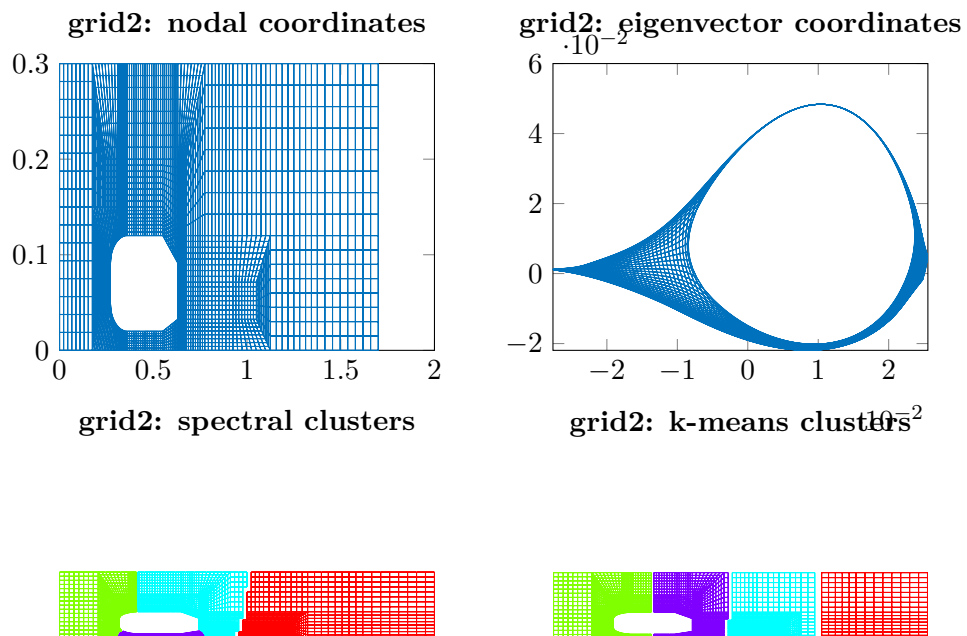 grid2: nodal coordinates
grid2: eigenvector coordinates
·10−2
0.3
0.2
0.1
0
0 0.5 1 1.5 2
6
4
2
0
−2
−2 −1 0 1 2
grid2: spectral clusters
grid2: k-means clusters
10−2